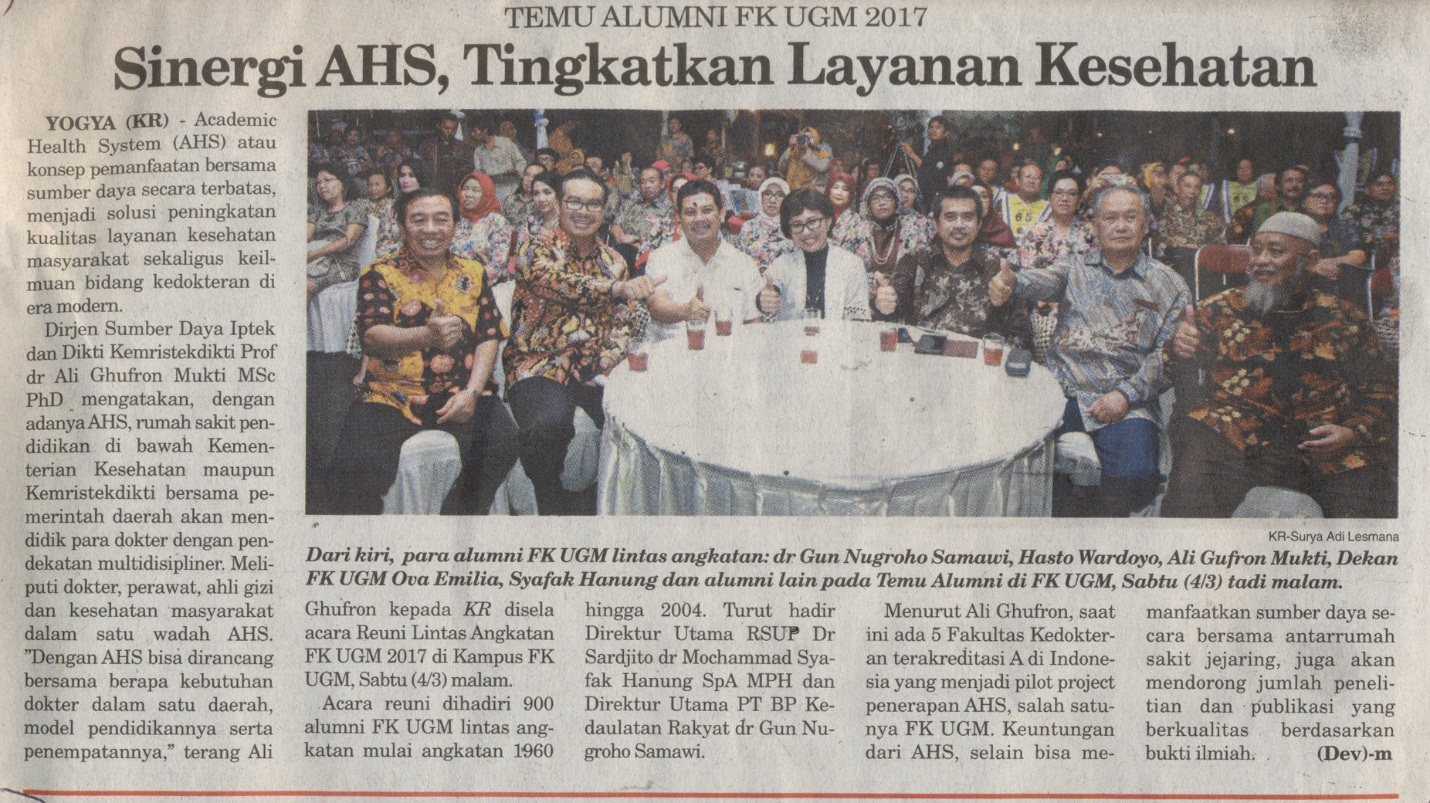 TEMU ALUMNI FK UGM 2017
Sinergi AHS, Tingkatkan Layanan Kesehatan
YOGYA (KR) - Academic
Health System (AHS) atau
konsep pemanfaatan bersama
sumber daya secara terbatas,
menjadi solusi peningkatan
kualitas layanan kesehatan
masyarakat sekaligus keil-
muan bidang kedokteran di
era modern.
Dirjen Sumber Daya Iptek
dan Dikti Kemristekdikti Prof
dr Ali Ghufron Mukti MSc
PhD mengatakan, dengan
adanya AHS, rumah sakit pen-
didikan di bawah Kemen-
terian Kesehatan maupun
Kemristekdikti bersama pe-
merintah daerah akan men-
didik para dokter dengan pen-
dekatan multidisipliner. Meli-
puti dokter, perawat, ahli gizi
dan kesehatan masyarakat
dalam satu wadah AHS.
"Dengan AHS bisa dirancang
bersama berapa kebutuhan
dokter dalam satu daerah,
model pendidikannya serta
penempatannya," terang Ali
65
KR-Surya Adi Lesmana
Dari kiri, para alumni FK UGM lintas angkatan: dr Gun Nugroho Samawi, Hasto Wardoyo, Ali Gufron Mukti, Dekan
FK UGM Ova Emilia, Syafak Hanung dan alumni lain pada Temu Alumni di FK UGM, Sabtu (4/3) tadi malam.
Ghufron kepada KR disela
acara Reuni Lintas Angkatan
FK UGM 2017 di Kampus FK
UGM, Sabtu (4/3) malam.
Acara reuni dihadiri 900
alumni FK UGM lintas ang-
katan mulai angkatan 1960
hingga 2004. Turut hadir
Direktur Utama RSUP Dr
Sardjito dr Mochammad Sya-
fak Hanung SpA MPH dan
Direktur Utama PT BP Ke-
daulatan Rakyat dr Gun Nu-
groho Samawi.
Menurut Ali Ghufron, saat
ini ada 5 Fakultas Kedokter-
an terakreditasi A di Indone-
sia yang menjadi pilot project
penerapan AHS, salah satu-
nya FK UGM. Keuntungan
dari AHS, selain bisa me-
manfaatkan sumber daya se-
cara bersama antarrumah
sakit jejaring, juga akan
mendorong jumlah peneli-
tian dan publikasi yang
berkualitas berdasarkan
bukti ilmiah. (Dev)-m